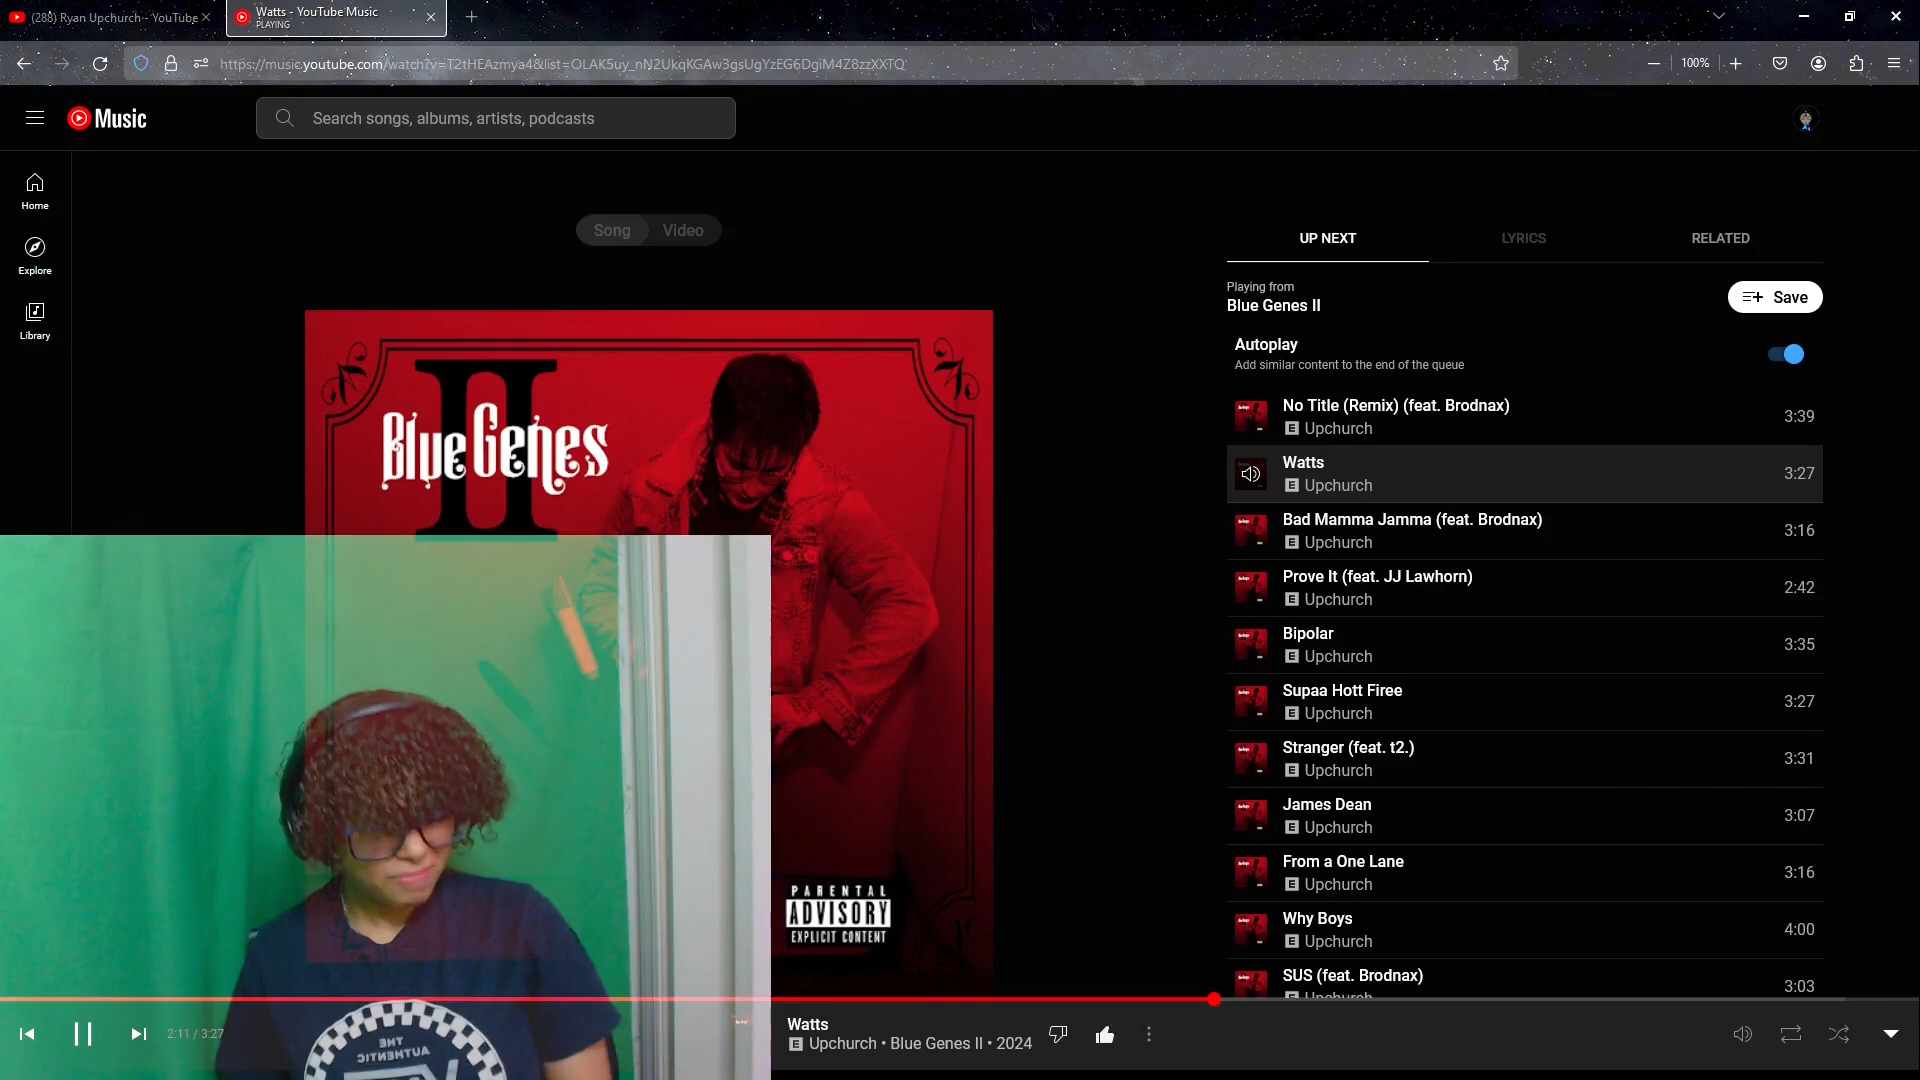 (288) Ryan Upchurch - YouTube
Watts - YouTube Music
PLAYING
https://music.youtube.com/watch?v=T2tHEAzmya4&list=OLAK5uy_nN2UkqKGAw3gsUgYzEG6DgiM4Z8zzXXTQ
100%
Music
Search songs, albums, artists, podcasts
Home
Explore
Library
Song Video
II
Blue Genes
PARENTAL
ADVISORY
EXPLICIT CONTENT
THE
AUTHENTIC
UP NEXT LYRICS RELATED
Playing from
Blue Genes II
Save
Autoplay
Add similar content to the end of the queue
No Title (Remix) (feat. Brodnax)
E Upchurch
3:39
Watts
E Upchurch
3:27
Bad Mamma Jamma (feat. Brodnax)
E Upchurch
3:16
Prove It (feat. JJ Lawhorn)
E Upchurch
2:42
Bipolar
E Upchurch
3:35
Supaa Hott Firee
E Upchurch
3:27
Stranger (feat. t2.)
E Upchurch
3:31
James Dean
E Upchurch
3:07
From a One Lane
E Upchurch
3:16
Why Boys
E Upchurch
4:00
SUS (feat. Brodnax)
E Upchurch
3:03
2:11 / 3:27
Watts
E Upchurch • Blue Genes II • 2024